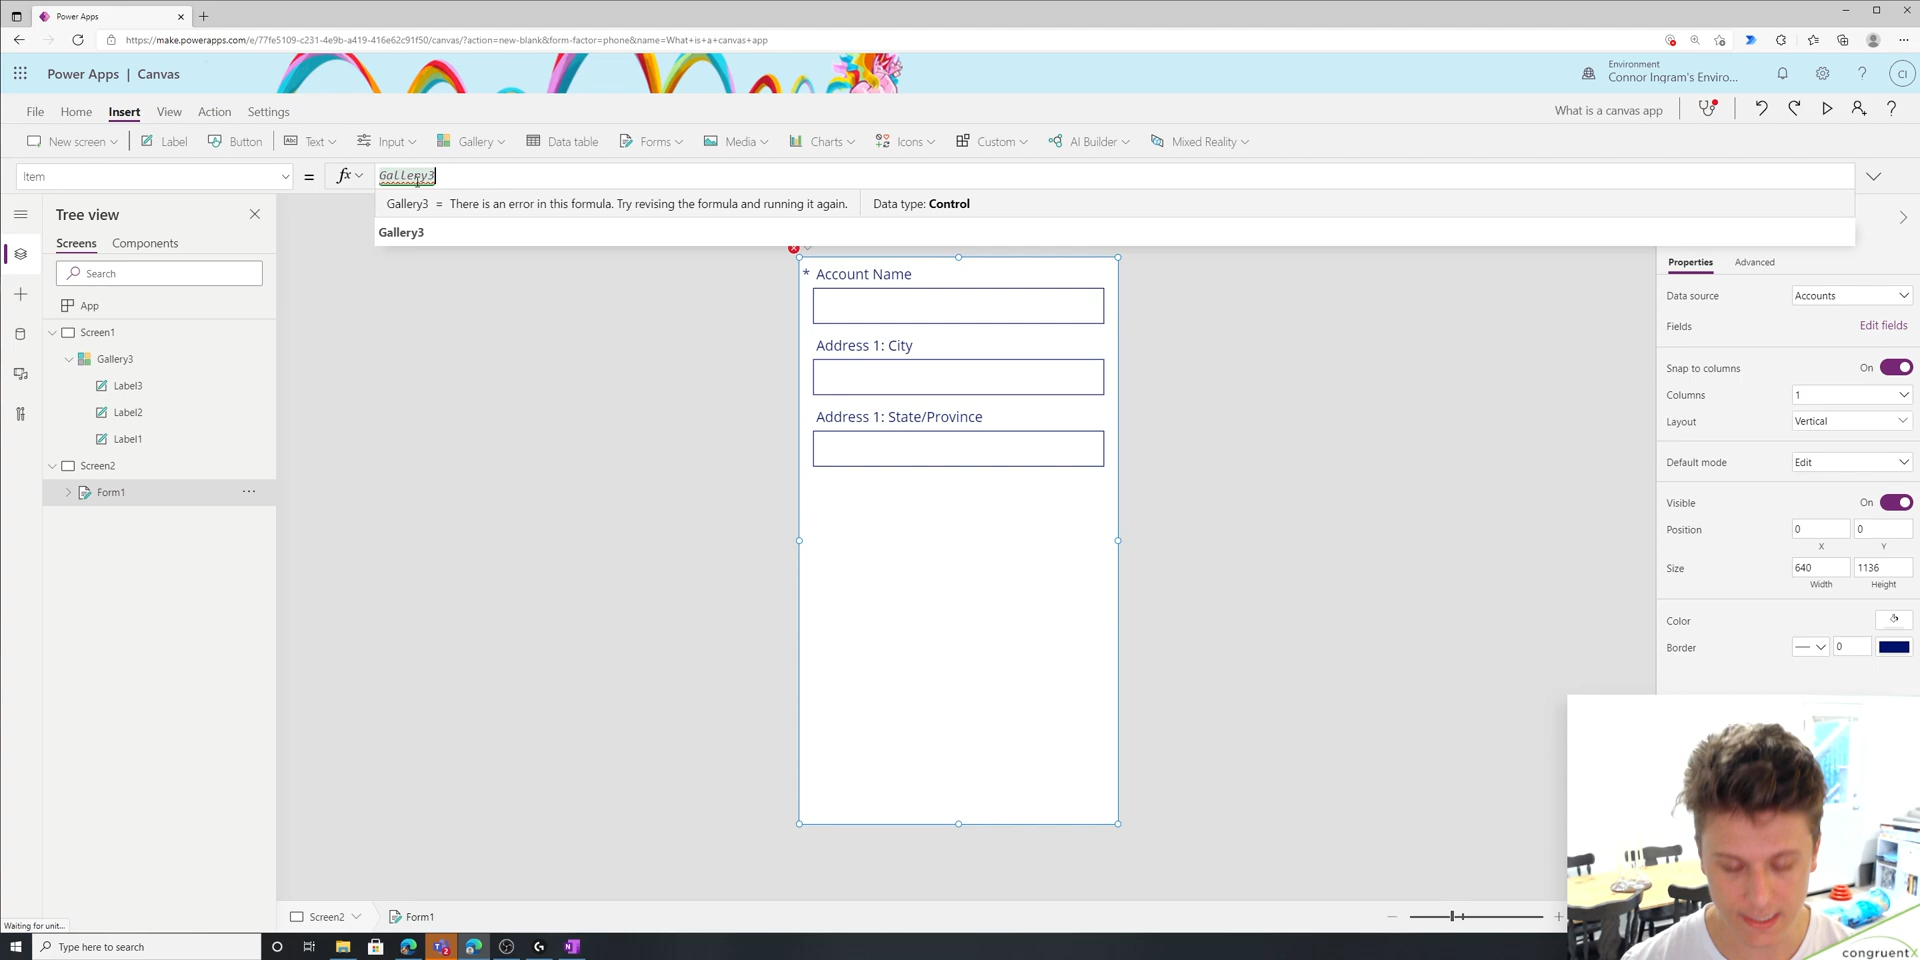 Power Apps
https://make.powerapps.com/e/77fe5109-c231-4e9b-a419-416e62c91f50/canvas/?action=new-blank&form-factor=phone&name=What+is+a+canvas+app
Power Apps | Canvas
Environment
Connor Ingram's Enviro...
CI
File Home Insert View Action Settings
What is a canvas app
New screen Label Button Text Input Gallery Data table Forms Media Charts Icons Custom AI Builder Mixed Reality
Item = fx Gallery3
Gallery3 = There is an error in this formula. Try revising the formula and running it again. Data type: Control
Gallery3
Tree view
Screens Components
Search
App
Screen1
Gallery3
Label3
Label2
Label1
Screen2
Form1
* Account Name
Address 1: City
Address 1: State/Province
Properties Advanced
Data source Accounts
Fields Edit fields
Snap to columns On
Columns 1
Layout Vertical
Default mode Edit
Visible On
Position 0 0
X Y
Size 640 1136
Width Height
Color
Border 0
Screen2 Form1
Waiting for unit...
Type here to search
congruentX